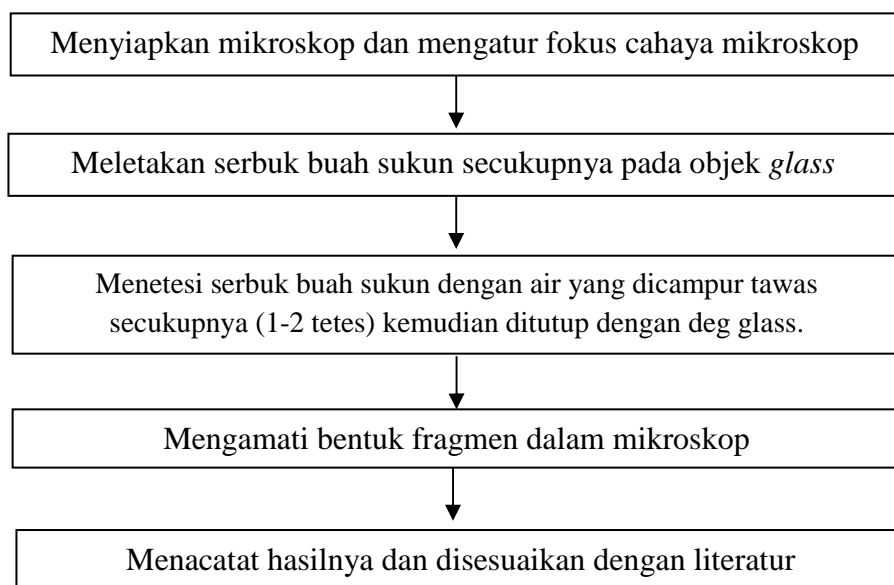 Menyiapkan mikroskop dan mengatur fokus cahaya mikroskop
Meletakan serbuk buah sukun secukupnya pada objek glass
Menetesi serbuk buah sukun dengan air yang dicampur tawas
secukupnya (1-2 tetes) kemudian ditutup dengan deg glass.
Mengamati bentuk fragmen dalam mikroskop
Menacatat hasilnya dan disesuaikan dengan literatur